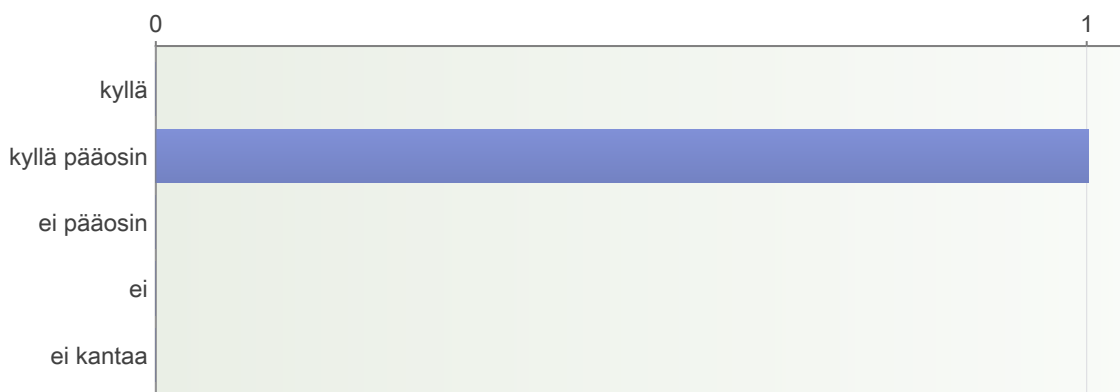 0 1
kyllä
kyllä pääosin
ei pääosin
ei
ei kantaa